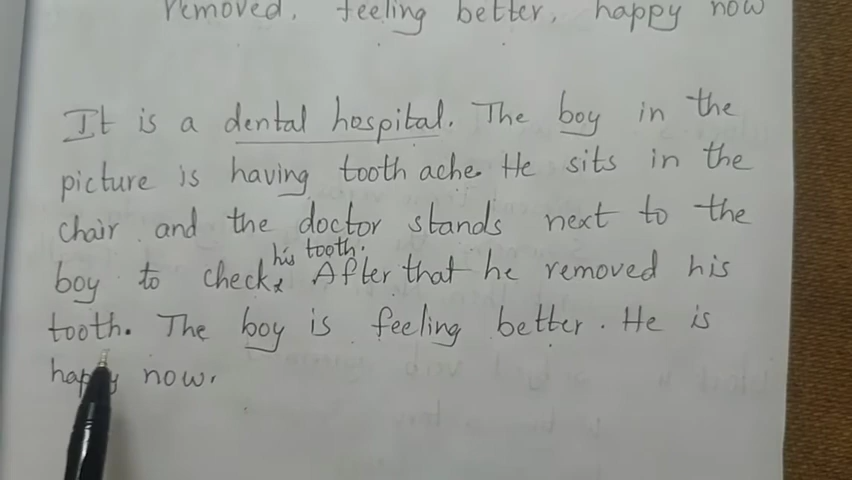 removed, feeling better, happy now
It is a dental hospital. The boy in the
picture is having tooth ache. He sits in the
chair and the doctor stands next to the
his tooth.
boy to check. After that he removed his
tooth. The boy is feeling better. He is
happy now.